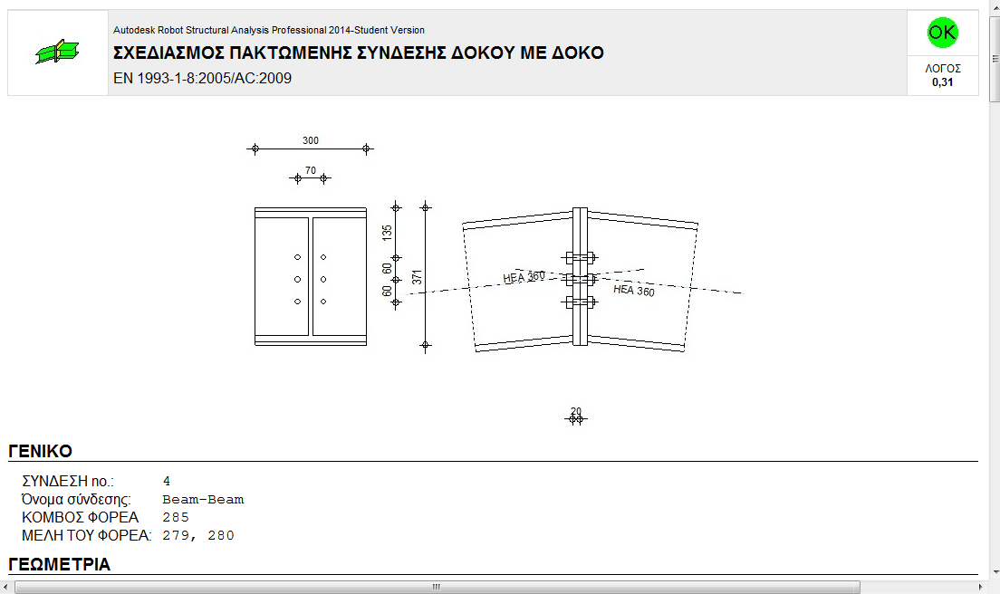 Autodesk Robot Structural Analysis Professional 2014-Student Version
ΣΧΕΔΙΑΣΜΟΣ ΠΑΚΤΩΜΕΝΗΣ ΣΥΝΔΕΣΗΣ ΔΟΚΟΥ ΜΕ ΔΟΚΟ
EN 1993-1-8:2005/AC:2009
OK
ΛΟΓΟΣ
0,31
300
70
135
60
60
371
HEA 360
HEA 360
20
ΓΕΝΙΚΟ
ΣΥΝΔΕΣΗ no.: 4
Όνομα σύνδεσης: Beam-Beam
ΚΟΜΒΟΣ ΦΟΡΕΑ 285
ΜΕΛΗ ΤΟΥ ΦΟΡΕΑ: 279, 280
ΓΕΩΜΕΤΡΙΑ